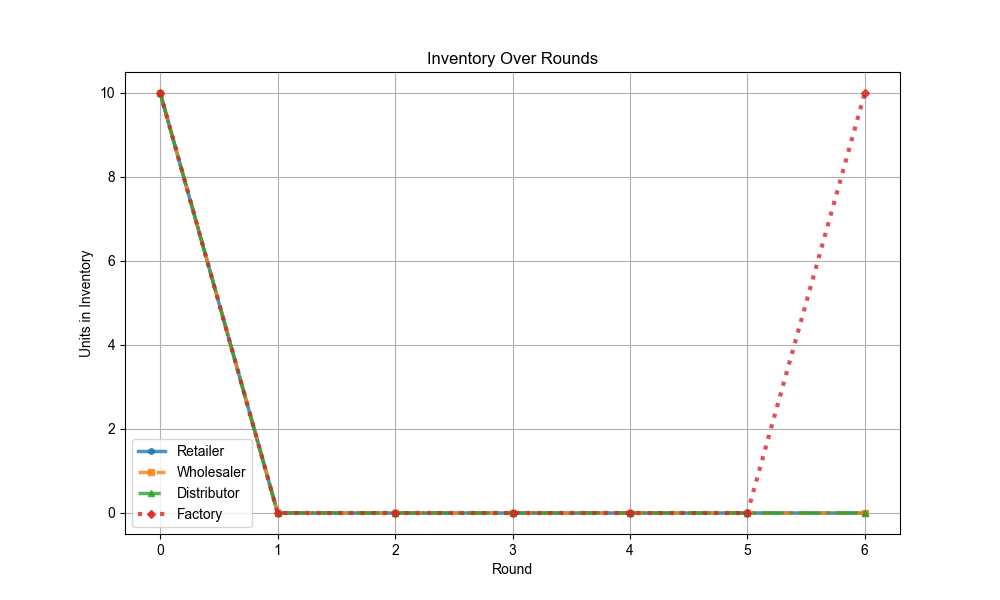 Inventory Over Rounds
Units in Inventory
10
8
6
4
2
0
Retailer
Wholesaler
Distributor
Factory
0 1 2 3 4 5 6
Round